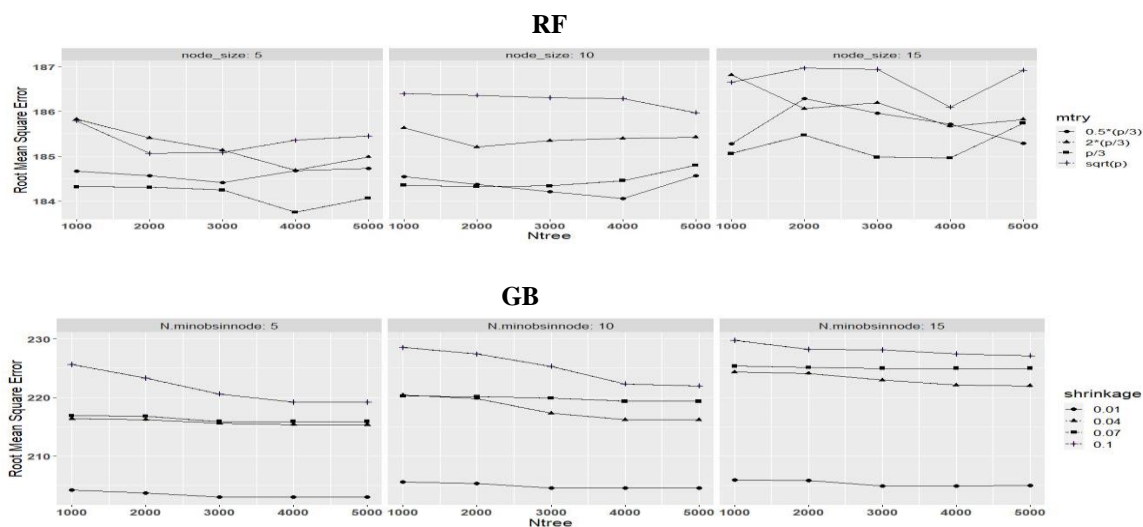 RF
node_size: 5 node_size: 10 node_size: 15
Root Mean Square Error
187
186
185
184
1000 2000 3000 4000 5000 1000 2000 3000 4000 5000 1000 2000 3000 4000 5000
Ntree
mtry
0.5*(p/3)
2*(p/3)
p/3
sqrt(p)
GB
N.minobsinnode: 5 N.minobsinnode: 10 N.minobsinnode: 15
Root Mean Square Error
230
220
210
1000 2000 3000 4000 5000 1000 2000 3000 4000 5000 1000 2000 3000 4000 5000
Ntree
shrinkage
0.01
0.04
0.07
0.1